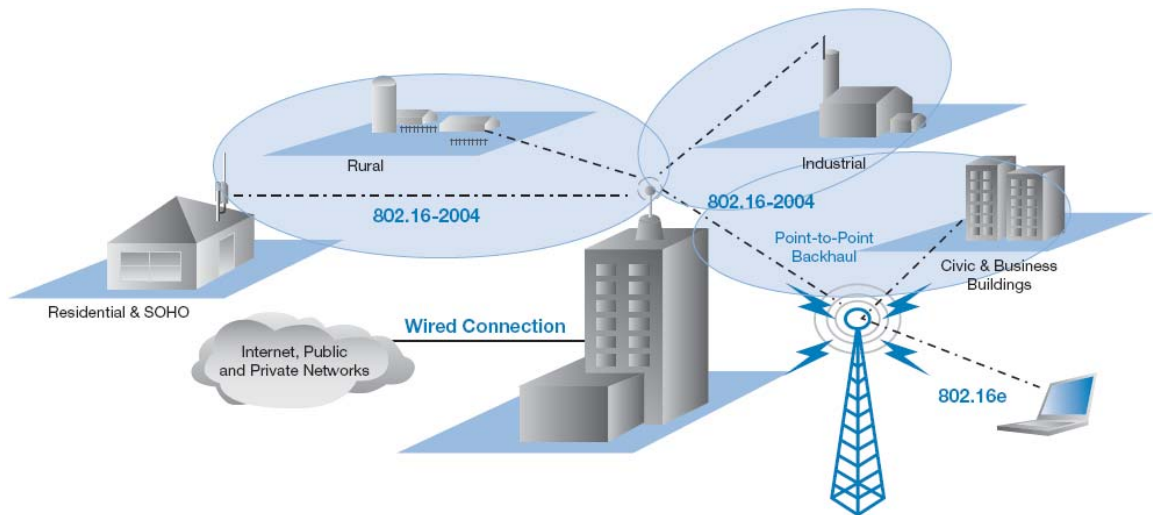 Rural
Industrial
802.16-2004
802.16-2004
Point-to-Point
Backhaul
Civic & Business
Buildings
Residential & SOHO
Wired Connection
Internet, Public
and Private Networks
802.16e